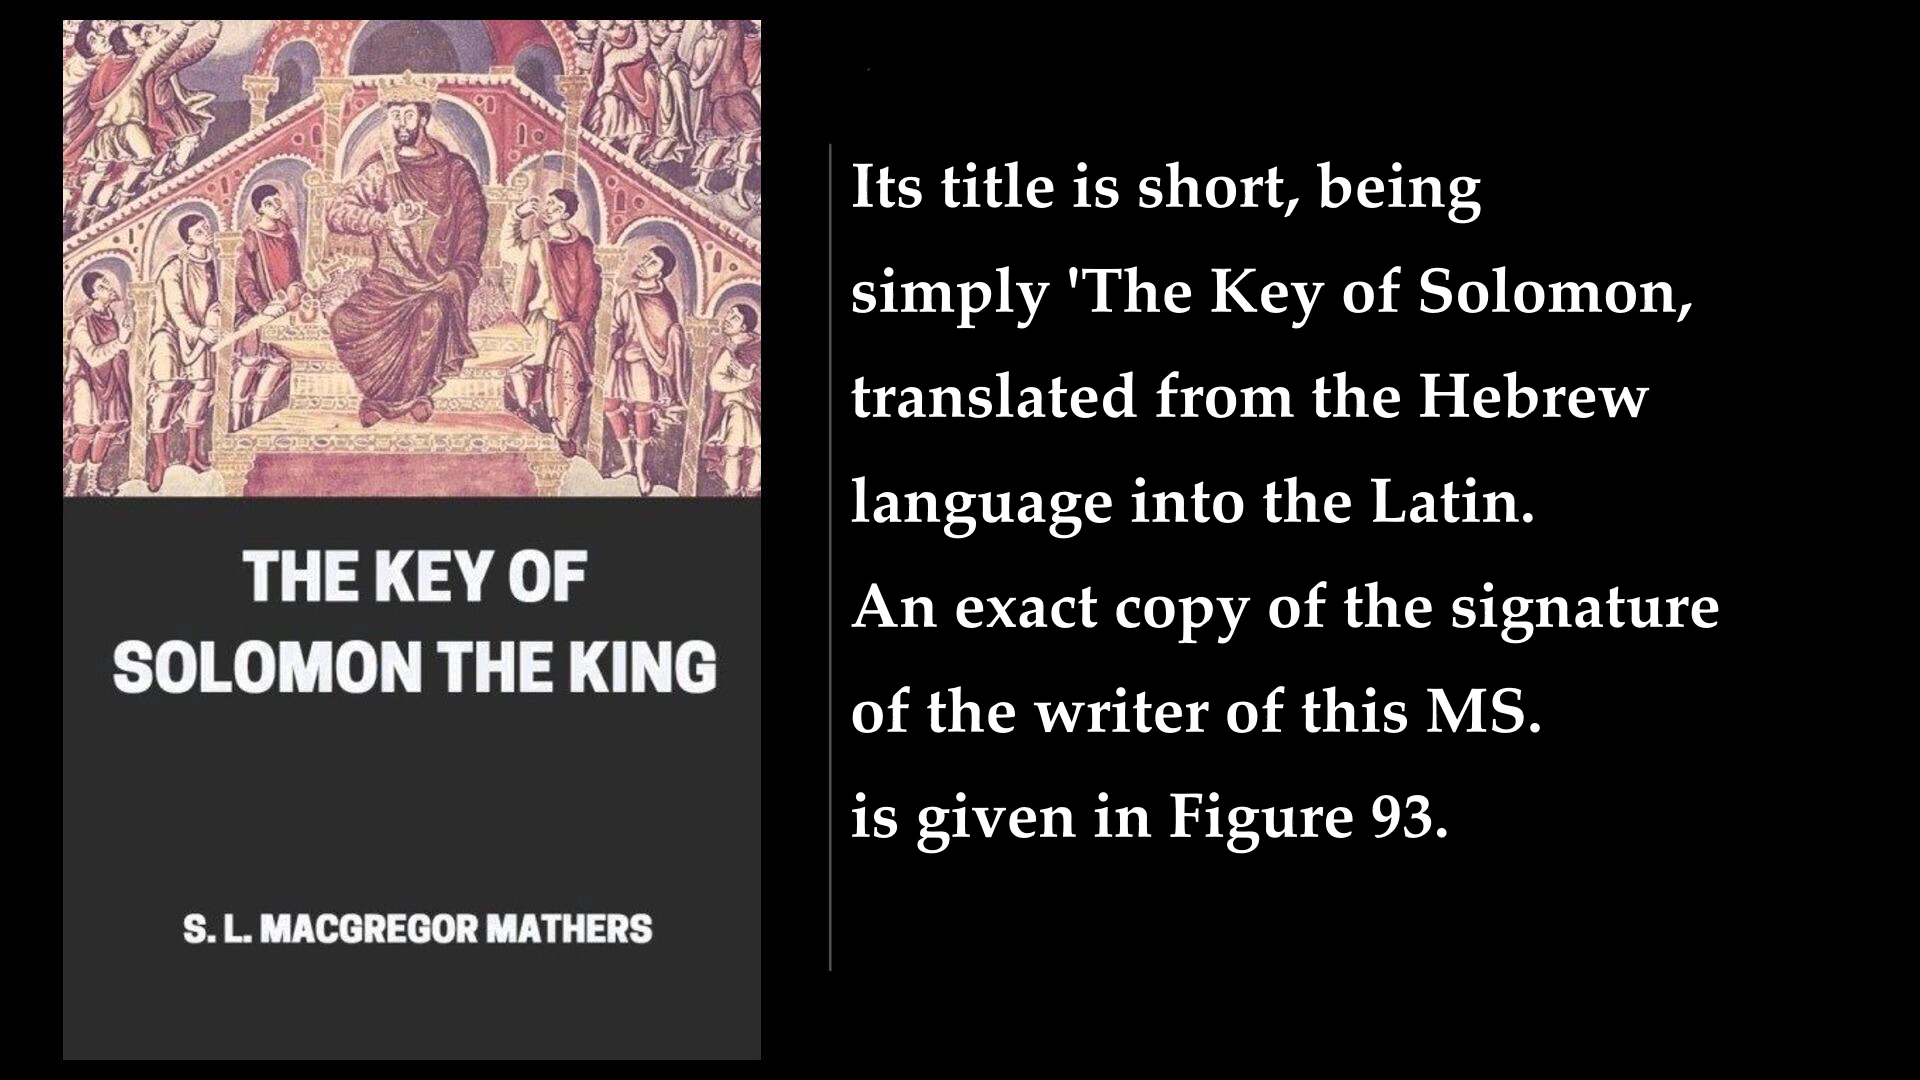 THE KEY OF
SOLOMON THE KING
S. L. MACGREGOR MATHERS
Its title is short, being
simply 'The Key of Solomon,
translated from the Hebrew
language into the Latin.
An exact copy of the signature
of the writer of this MS.
is given in Figure 93.